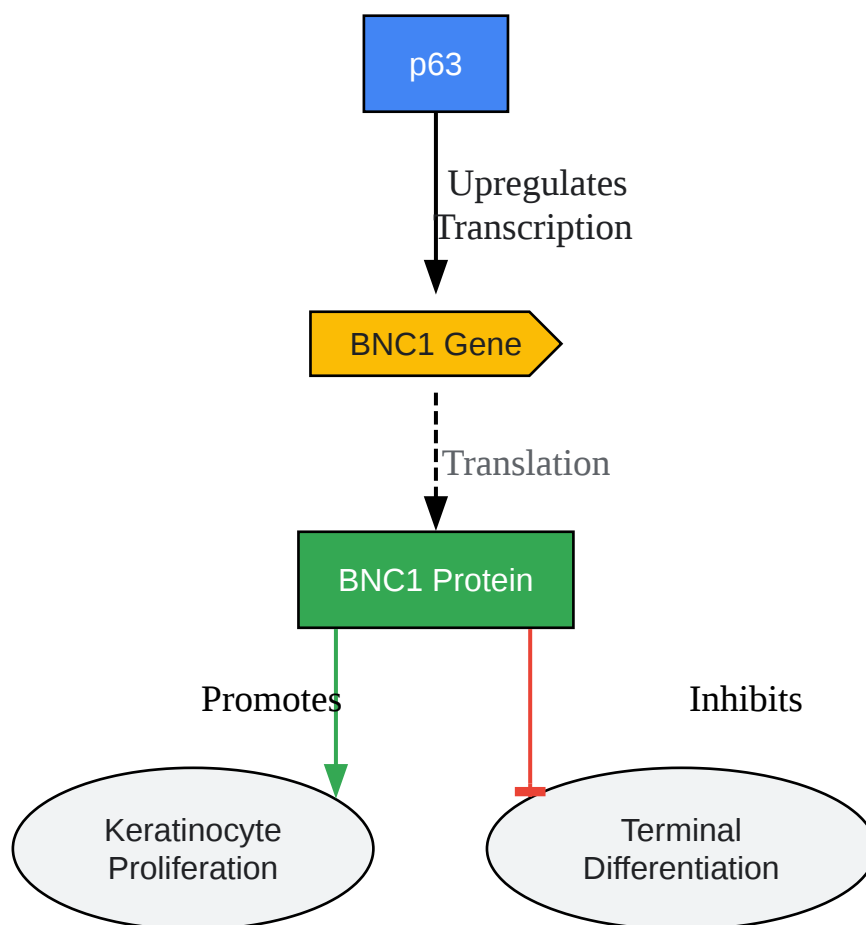 p63
Upregulates
Transcription
BNC1 Gene
Translation
BNC1 Protein
Promotes
Inhibits
Keratinocyte
Proliferation
Terminal
Differentiation